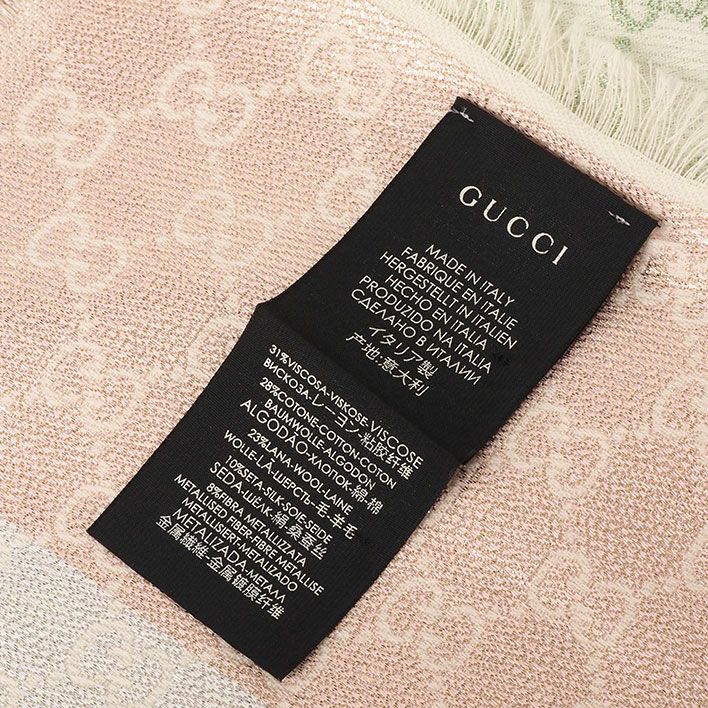 GUCCI
MADE IN ITALY
FABRIQUE EN ITALIE
HERGESTELLT IN ITALIEN
HECHO EN ITALIA
PRODUZIDO NA ITALIA
СДЕЛАНО В ИТАЛИИ
イタリア製
产地:意大利
31%VISCOSA-VISKOSE-VISCOSE
ВИСКОЗА-レーヨン-粘胶纤维
28%COTONE-COTTON-COTON
BAUMWOLLE-ALGODON
ALGODÃO-ХЛОПОК-綿-棉
23%LANA-WOOL-LAINE
WOLLE-LÃ-ШЕРСТЬ-毛-羊毛
10%SETA-SILK-SOIE-SEIDE
SEDA-ШЁЛК-絹-桑蚕丝
8%FIBRA METALLIZZATA
METALLISED FIBER-FIBRE METALLISE
METALLISIERT-METALIZADO
METALIZADA-МЕТАЛЛ
金属繊維-金属镀膜纤维